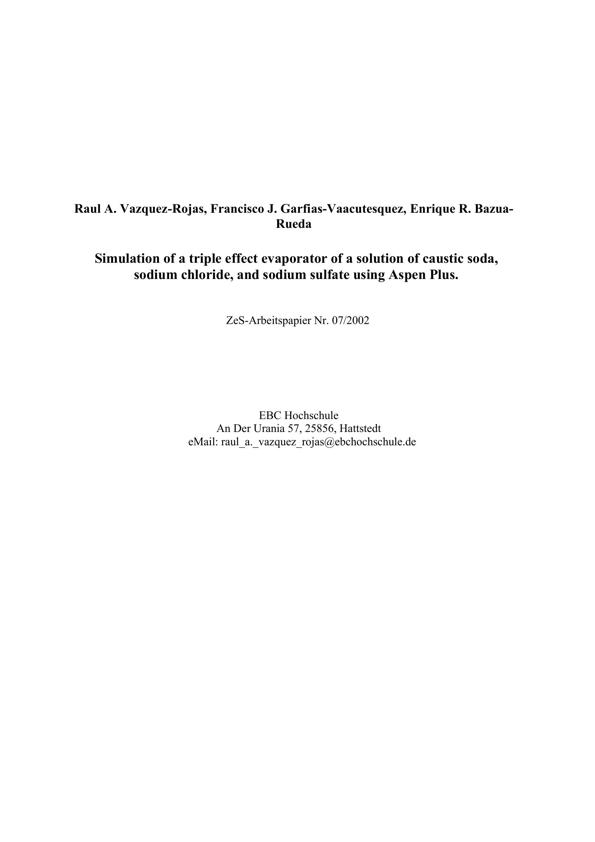 Raul A. Vazquez-Rojas, Francisco J. Garfias-Vaacutesquez, Enrique R. Bazua-
Rueda
Simulation of a triple effect evaporator of a solution of caustic soda,
sodium chloride, and sodium sulfate using Aspen Plus.
ZeS-Arbeitspapier Nr. 07/2002
EBC Hochschule
An Der Urania 57, 25856, Hattstedt
eMail: raul_a._vazquez_rojas@ebchochschule.de